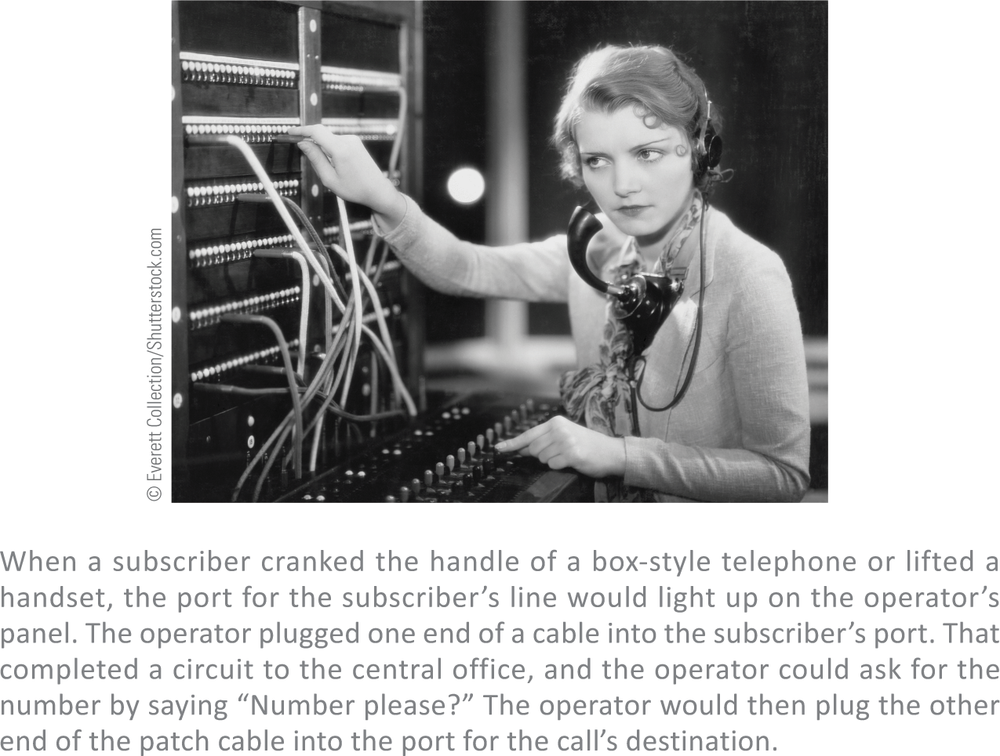 © Everett Collection/Shutterstock.com
When a subscriber cranked the handle of a box-style telephone or lifted a
handset, the port for the subscriber’s line would light up on the operator’s
panel. The operator plugged one end of a cable into the subscriber’s port. That
completed a circuit to the central office, and the operator could ask for the
number by saying “Number please?” The operator would then plug the other
end of the patch cable into the port for the call’s destination.